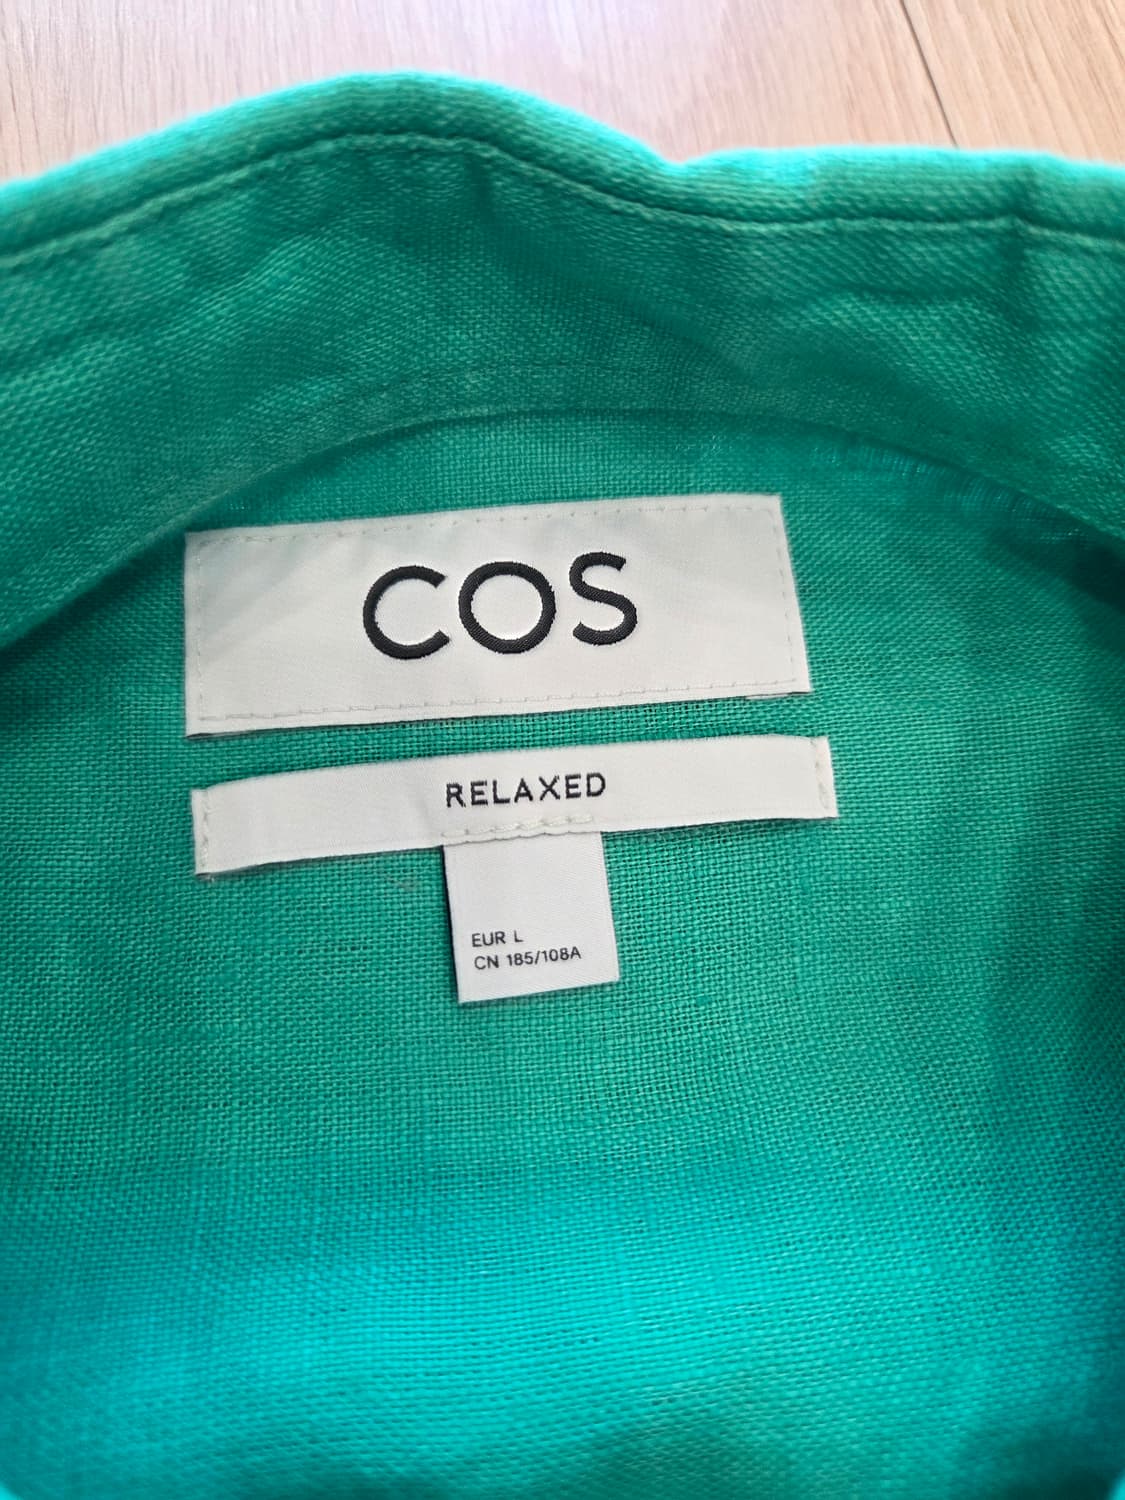 COS
RELAXED
EUR L
CN 185/108A